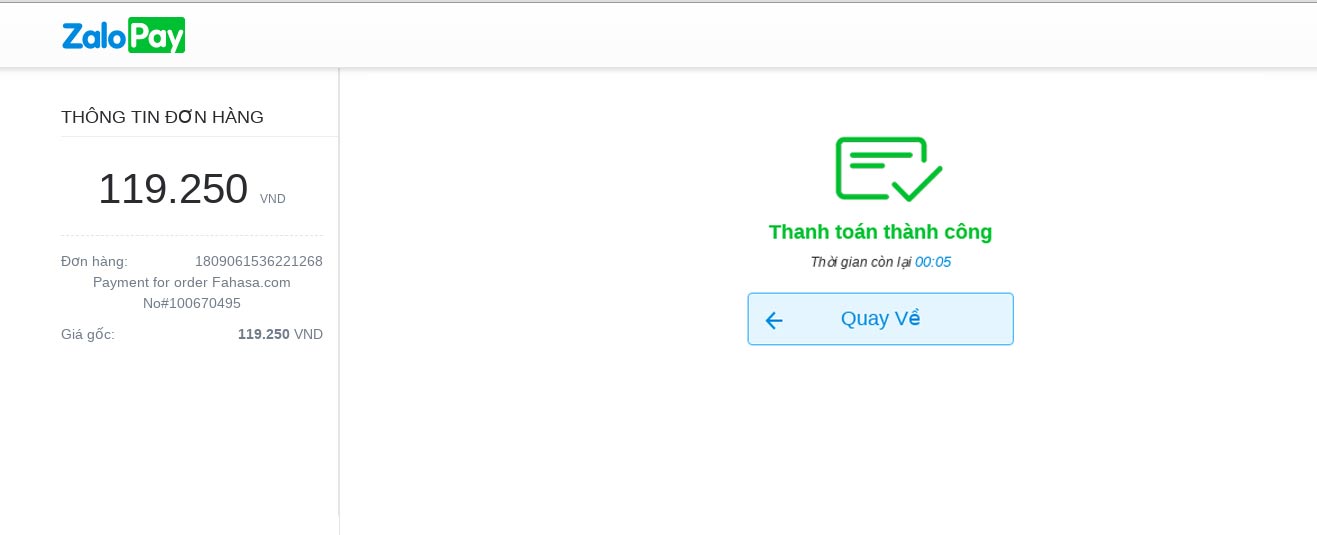 ZaloPay
THÔNG TIN ĐƠN HÀNG
119.250 VND
Đơn hàng: 1809061536221268
Payment for order Fahasa.com
No#100670495
Giá gốc: 119.250 VND
Thanh toán thành công
Thời gian còn lại 00:05
Quay Về